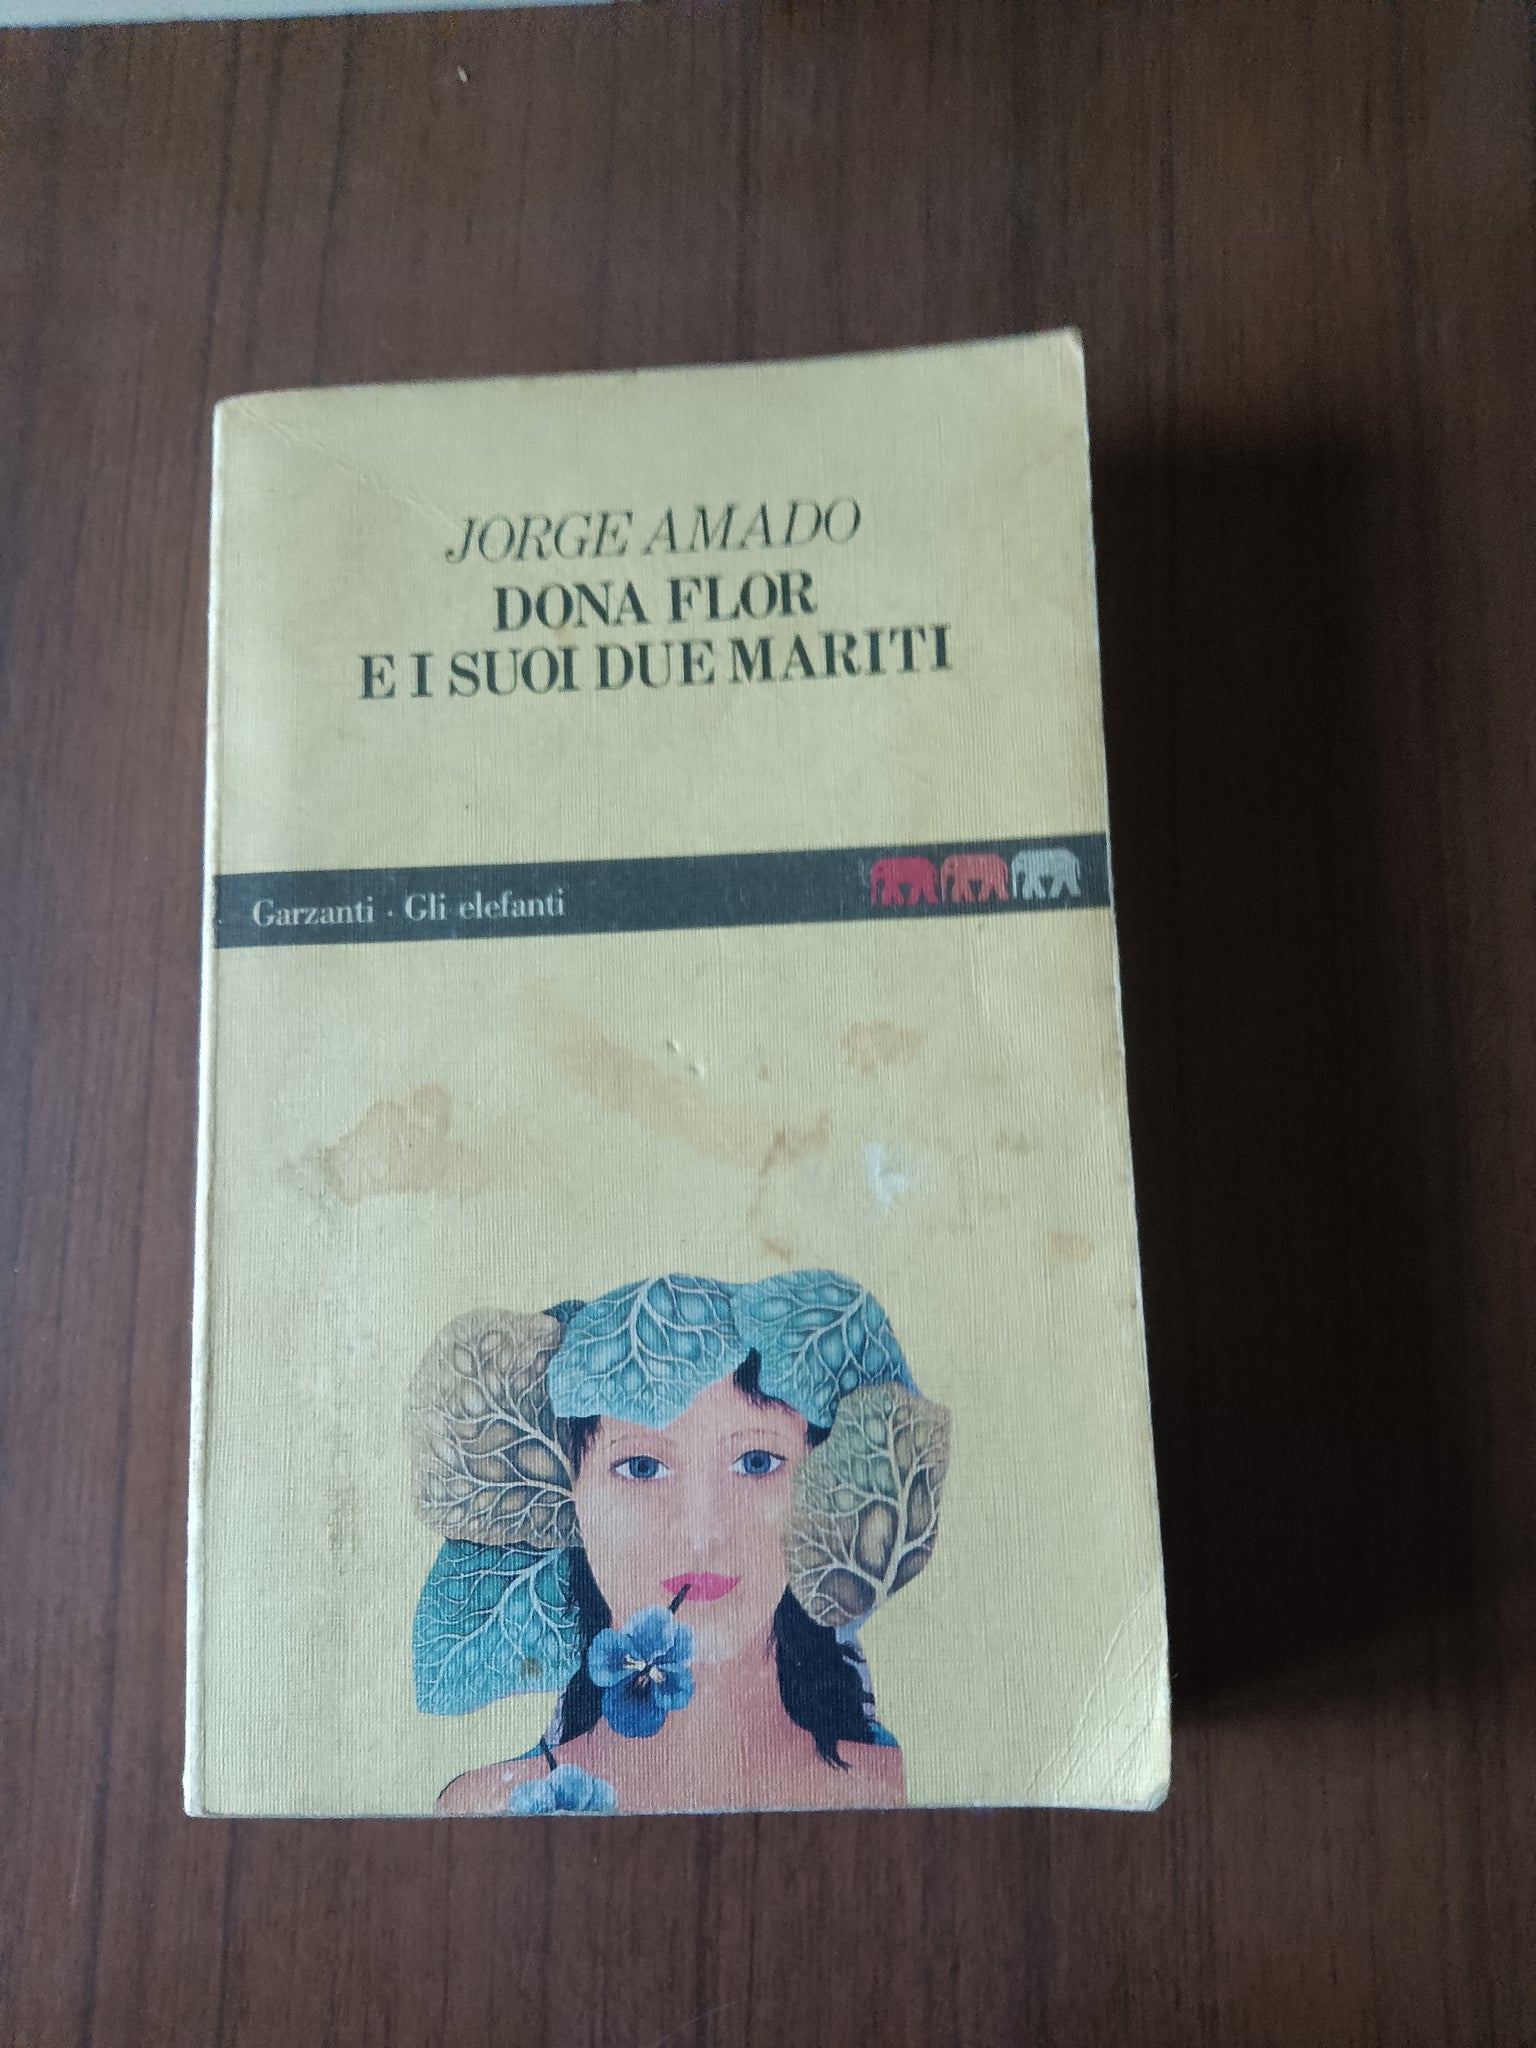 JORGE AMADO
DONA FLOR
E I SUOI DUE MARITI
Garzanti · Gli elefanti